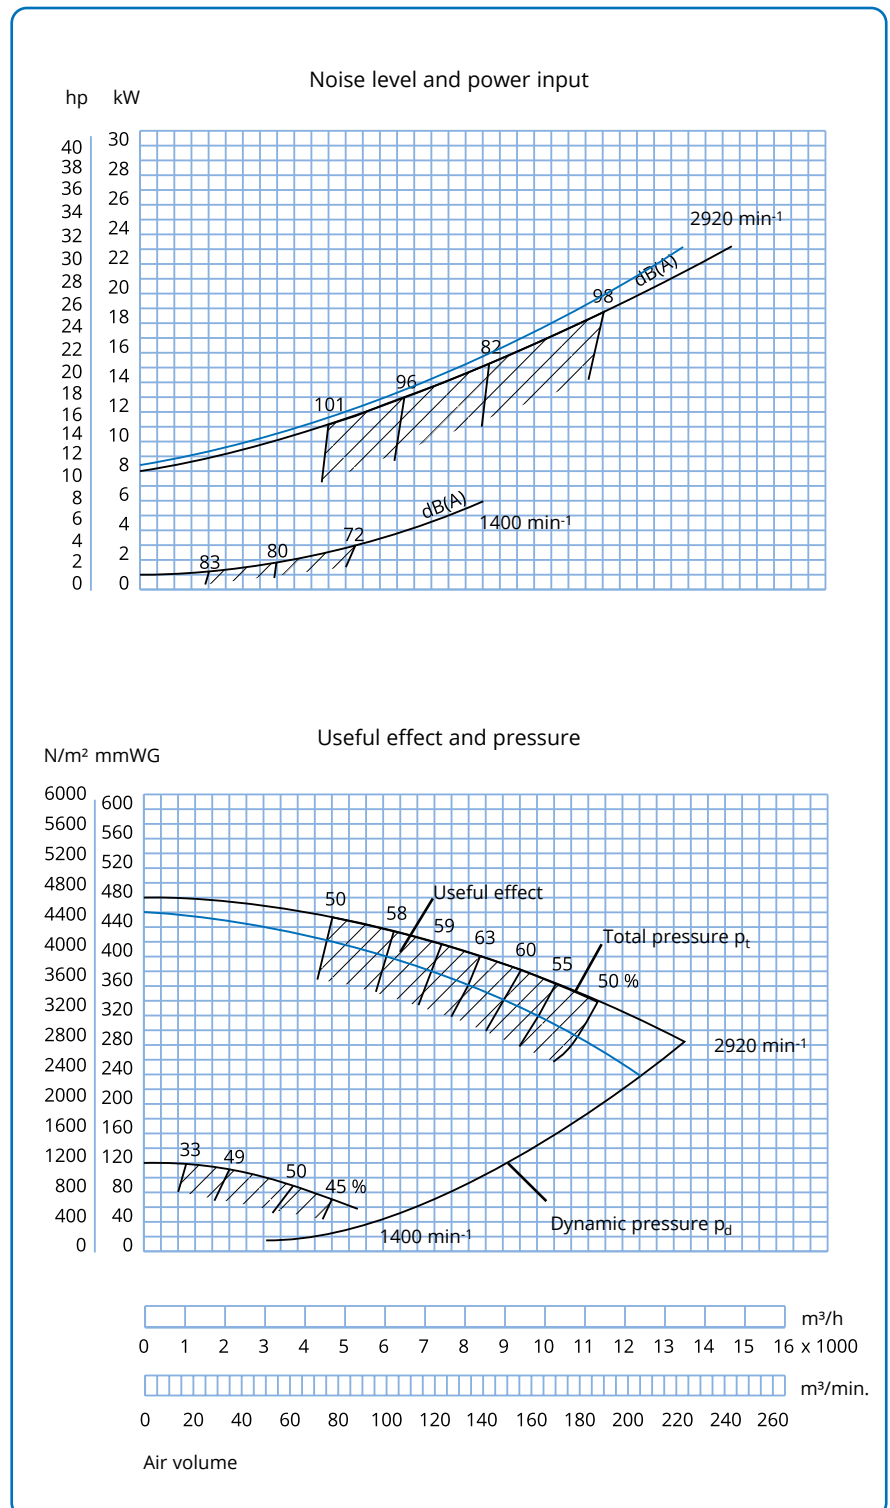 Noise level and power input
hp kW
40 38 36 34 32 30 28 26 24 22 20 18 16 14 12 10 8 6 4 2 0
30 28 26 24 22 20 18 16 14 12 10 8 6 4 2 0
2920 min-1
dB(A)
98
82
96
101
dB(A)
1400 min-1
72
80
83
Useful effect and pressure
N/m² mmWG
6000 5600 5200 4800 4400 4000 3600 3200 2800 2400 2000 1600 1200 800 400 0
600 560 520 480 440 400 360 320 280 240 200 160 120 80 40 0
50 58 59 63 60 55 50 %
Useful effect
Total pressure pt
2920 min-1
33 49 50 45 %
1400 min-1
Dynamic pressure pd
m³/h
0 1 2 3 4 5 6 7 8 9 10 11 12 13 14 15 16 x 1000
m³/min.
0 20 40 60 80 100 120 140 160 180 200 220 240 260
Air volume